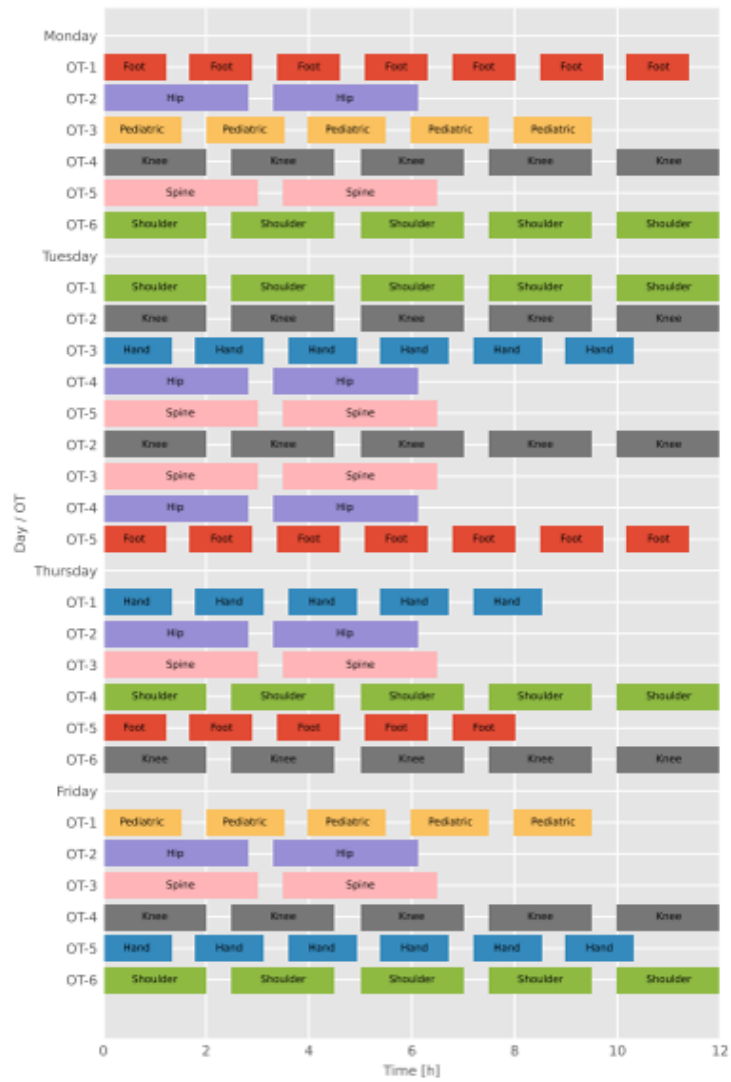 Monday
OT-1 Foot Foot Foot Foot Foot Foot Foot
OT-2 Hip Hip
OT-3 Pediatric Pediatric Pediatric Pediatric Pediatric
OT-4 Knee Knee Knee Knee Knee
OT-5 Spine Spine
OT-6 Shoulder Shoulder Shoulder Shoulder Shoulder
Tuesday
OT-1 Shoulder Shoulder Shoulder Shoulder Shoulder
OT-2 Knee Knee Knee Knee Knee
OT-3 Hand Hand Hand Hand Hand Hand
OT-4 Hip Hip
OT-5 Spine Spine
OT-2 Knee Knee Knee Knee Knee
OT-3 Spine Spine
OT-4 Hip Hip
OT-5 Foot Foot Foot Foot Foot Foot Foot
Thursday
OT-1 Hand Hand Hand Hand Hand
OT-2 Hip Hip
OT-3 Spine Spine
OT-4 Shoulder Shoulder Shoulder Shoulder Shoulder
OT-5 Foot Foot Foot Foot Foot
OT-6 Knee Knee Knee Knee Knee
Friday
OT-1 Pediatric Pediatric Pediatric Pediatric Pediatric
OT-2 Hip Hip
OT-3 Spine Spine
OT-4 Knee Knee Knee Knee Knee
OT-5 Hand Hand Hand Hand Hand Hand
OT-6 Shoulder Shoulder Shoulder Shoulder Shoulder
0 2 4 6 8 10 12
Time [h]
Day / OT